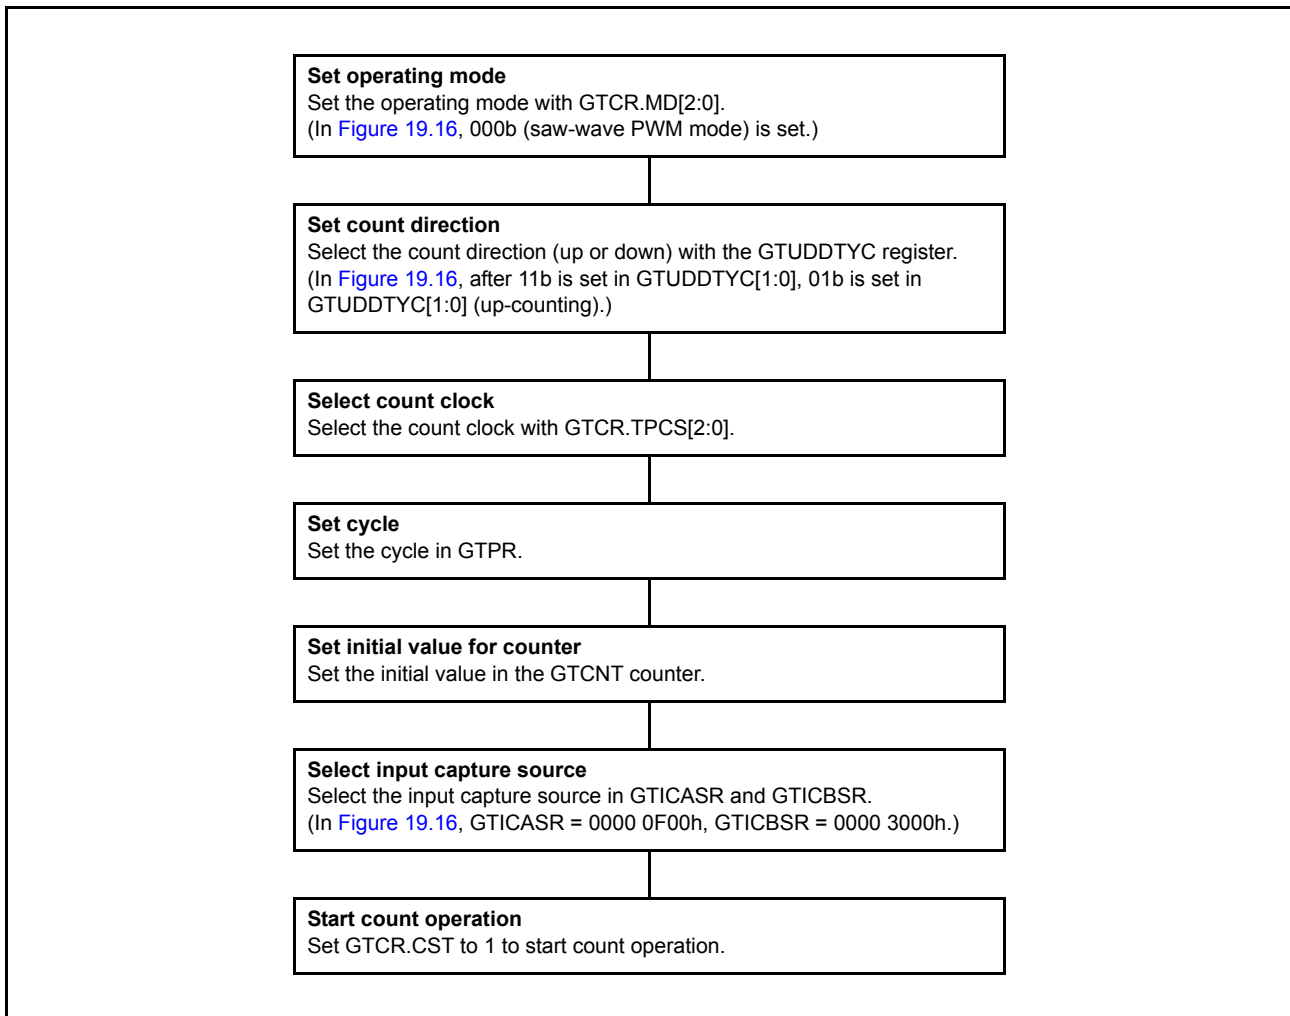 Set operating mode
Set the operating mode with GTCR.MD[2:0].
(In Figure 19.16, 000b (saw-wave PWM mode) is set.)
Set count direction
Select the count direction (up or down) with the GTUDDTYC register.
(In Figure 19.16, after 11b is set in GTUDDTYC[1:0], 01b is set in
GTUDDTYC[1:0] (up-counting).)
Select count clock
Select the count clock with GTCR.TPCS[2:0].
Set cycle
Set the cycle in GTPR.
Set initial value for counter
Set the initial value in the GTCNT counter.
Select input capture source
Select the input capture source in GTICASR and GTICBSR.
(In Figure 19.16, GTICASR = 0000 0F00h, GTICBSR = 0000 3000h.)
Start count operation
Set GTCR.CST to 1 to start count operation.